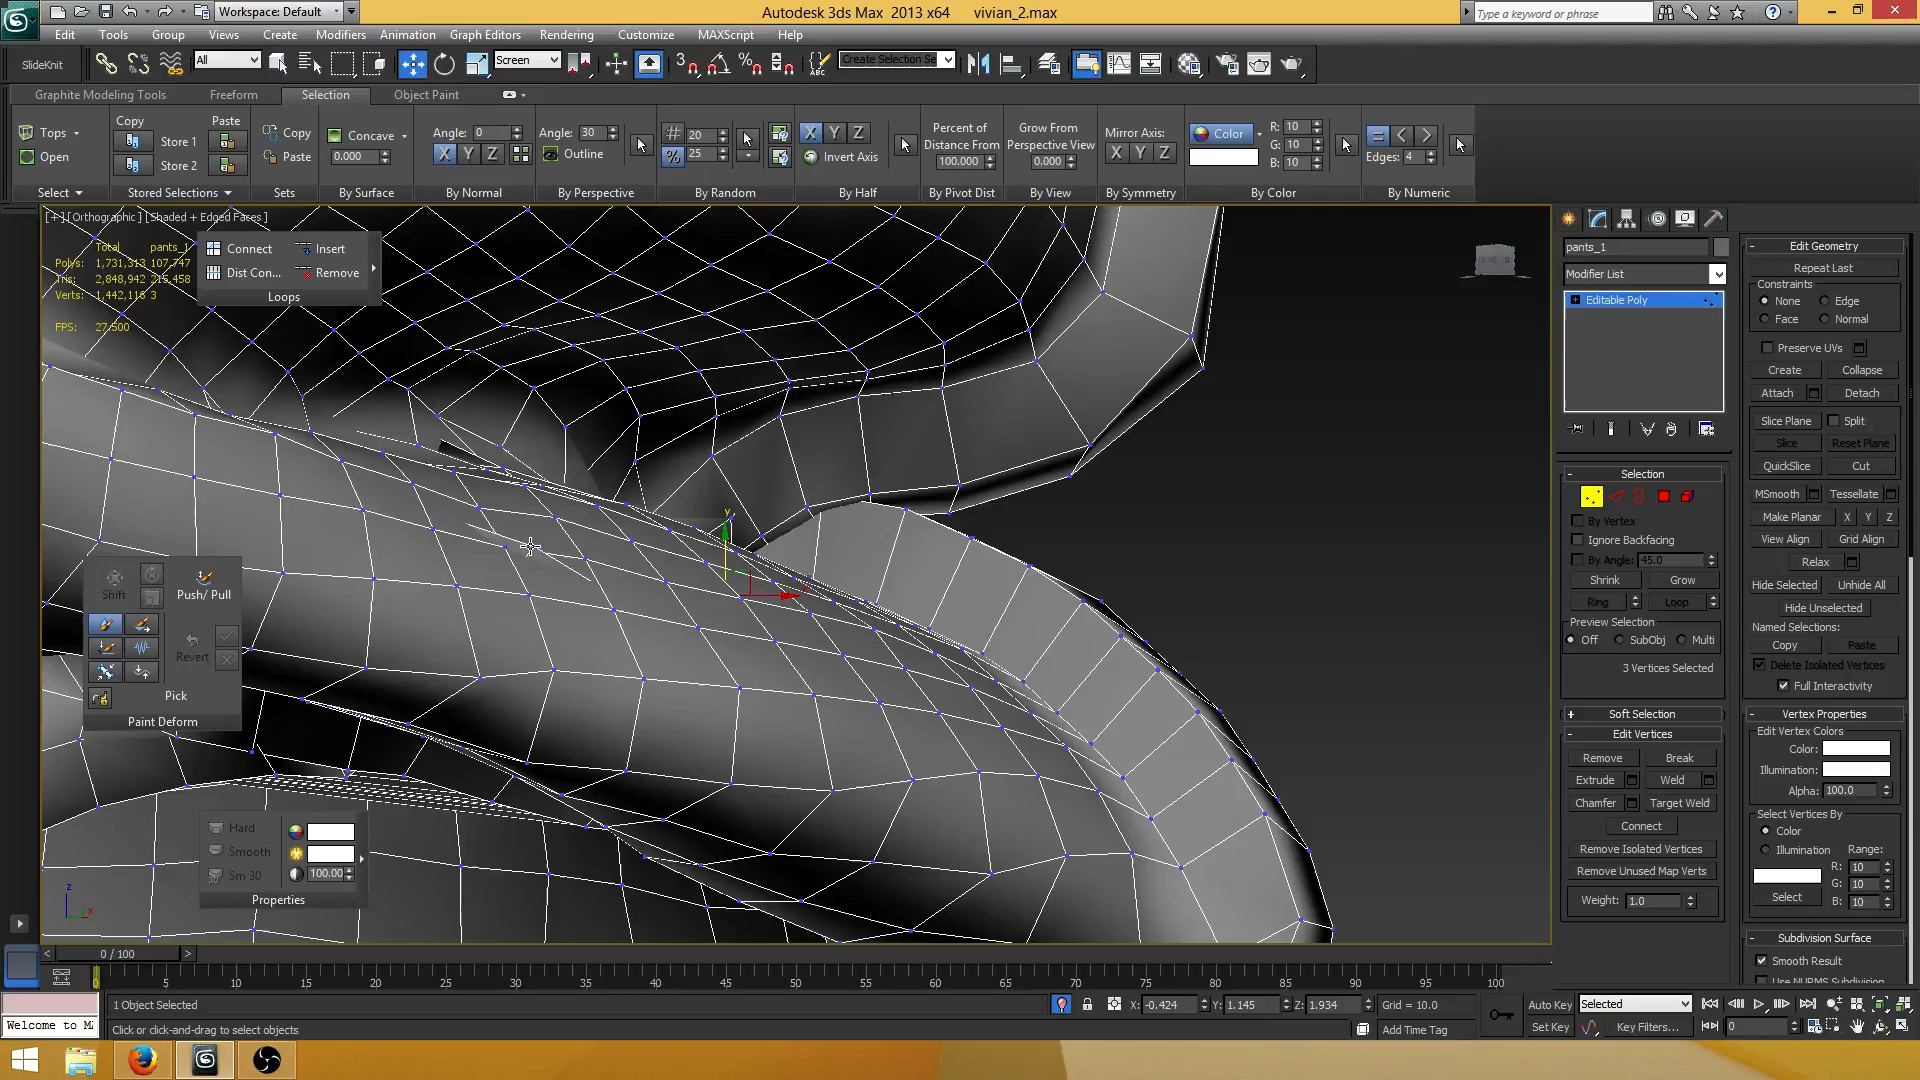 Workspace: Default
Autodesk 3ds Max 2013 x64 vivian_2.max
Type a keyword or phrase
Edit Tools Group Views Create Modifiers Animation Graph Editors Rendering Customize MAXScript Help
SlideKnit All Screen Create Selection Se
Graphite Modeling Tools Freeform Selection Object Paint
Copy Paste
Tops Store 1 Copy Concave Angle: 0 Angle: 30 20 X Y Z
Open Store 2 Paste 0.000 X Y Z Outline 25 Invert Axis
Percent of Distance From 100.000
Grow From Perspective View 0.000
Mirror Axis: X Y Z
Color R: 10 G: 10 B: 10
Edges: 4
Select Stored Selections Sets By Surface By Normal By Perspective By Random By Half By Pivot Dist By View By Symmetry By Color By Numeric
[+] [Orthographic] [Shaded + Edged Faces]
Total pants_1
Polys: 1,731,313 107,747
Tris: 2,848,942 215,458
Verts: 1,442,116 3
FPS: 27.500
Connect Insert
Dist Con... Remove
Loops
Shift Push/ Pull
Revert
Pick
Paint Deform
Hard
Smooth
Sm 30 100.00
Properties
y
z
x
pants_1
Modifier List
Editable Poly
Selection
By Vertex
Ignore Backfacing
By Angle: 45.0
Shrink Grow
Ring Loop
Preview Selection
Off SubObj Multi
3 Vertices Selected
Soft Selection
Edit Vertices
Remove Break
Extrude Weld
Chamfer Target Weld
Connect
Remove Isolated Vertices
Remove Unused Map Verts
Weight: 1.0
Edit Geometry
Repeat Last
Constraints
None Edge
Face Normal
Preserve UVs
Create Collapse
Attach Detach
Slice Plane Split
Slice Reset Plane
QuickSlice Cut
MSmooth Tessellate
Make Planar X Y Z
View Align Grid Align
Relax
Hide Selected Unhide All
Hide Unselected
Named Selections:
Copy Paste
Delete Isolated Vertices
Full Interactivity
Vertex Properties
Edit Vertex Colors
Color:
Illumination:
Alpha: 100.0
Select Vertices By
Color Range:
Illumination R: 10
G: 10
Select B: 10
Subdivision Surface
Smooth Result
Use NURMS Subdivision
0 / 100
0 5 10 15 20 25 30 35 40 45 50 55 60 65 70 75 80 85 90 95 100
1 Object Selected X: -0.424 Y: 1.145 Z: 1.934 Grid = 10.0 Auto Key Selected
Welcome to M Click or click-and-drag to select objects Add Time Tag Set Key Key Filters... 0